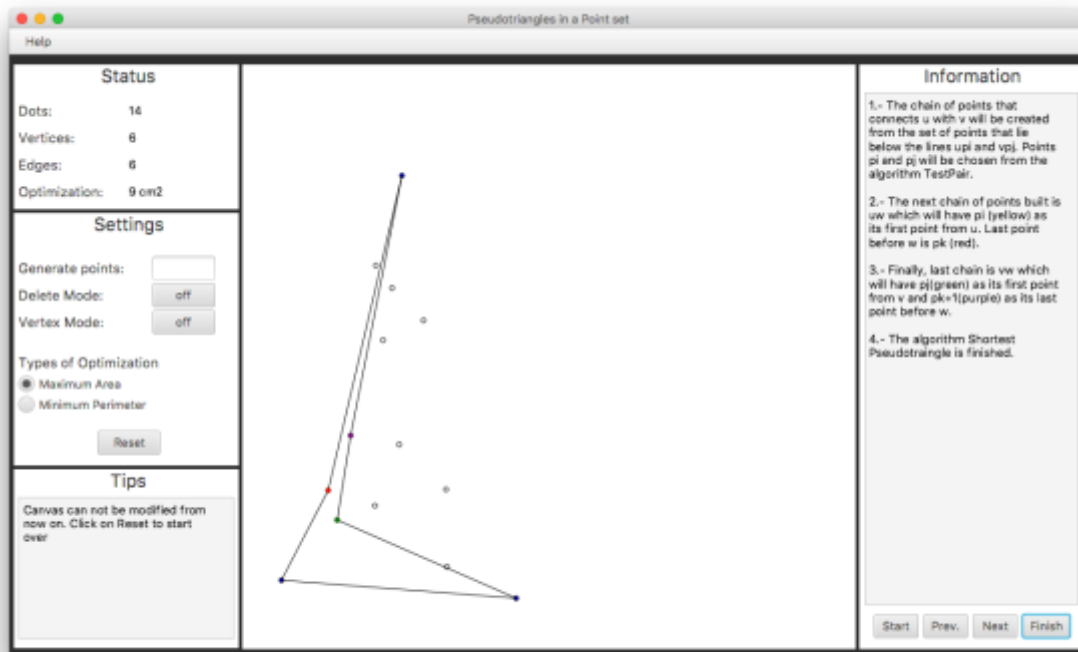 Pseudotriangles in a Point set
Help
Status
Dots: 14
Vertices: 6
Edges: 6
Optimization: 9 cm2
Settings
Generate points:
Delete Mode: off
Vertex Mode: off
Types of Optimization
Maximum Area
Minimum Perimeter
Reset
Tips
Canvas can not be modified from
now on. Click on Reset to start
over
Information
1.- The chain of points that
connects u with v will be created
from the set of points that lie
below the lines upi and vpj. Points
pi and pj will be chosen from the
algorithm TestPair.
2.- The next chain of points built is
uw which will have pi (yellow) as
its first point from u. Last point
before w is pk (red).
3.- Finally, last chain is vw which
will have pj(green) as its first point
from v and pk+1(purple) as its last
point before w.
4.- The algorithm Shortest
Pseudotraingle is finished.
Start Prev. Next Finish